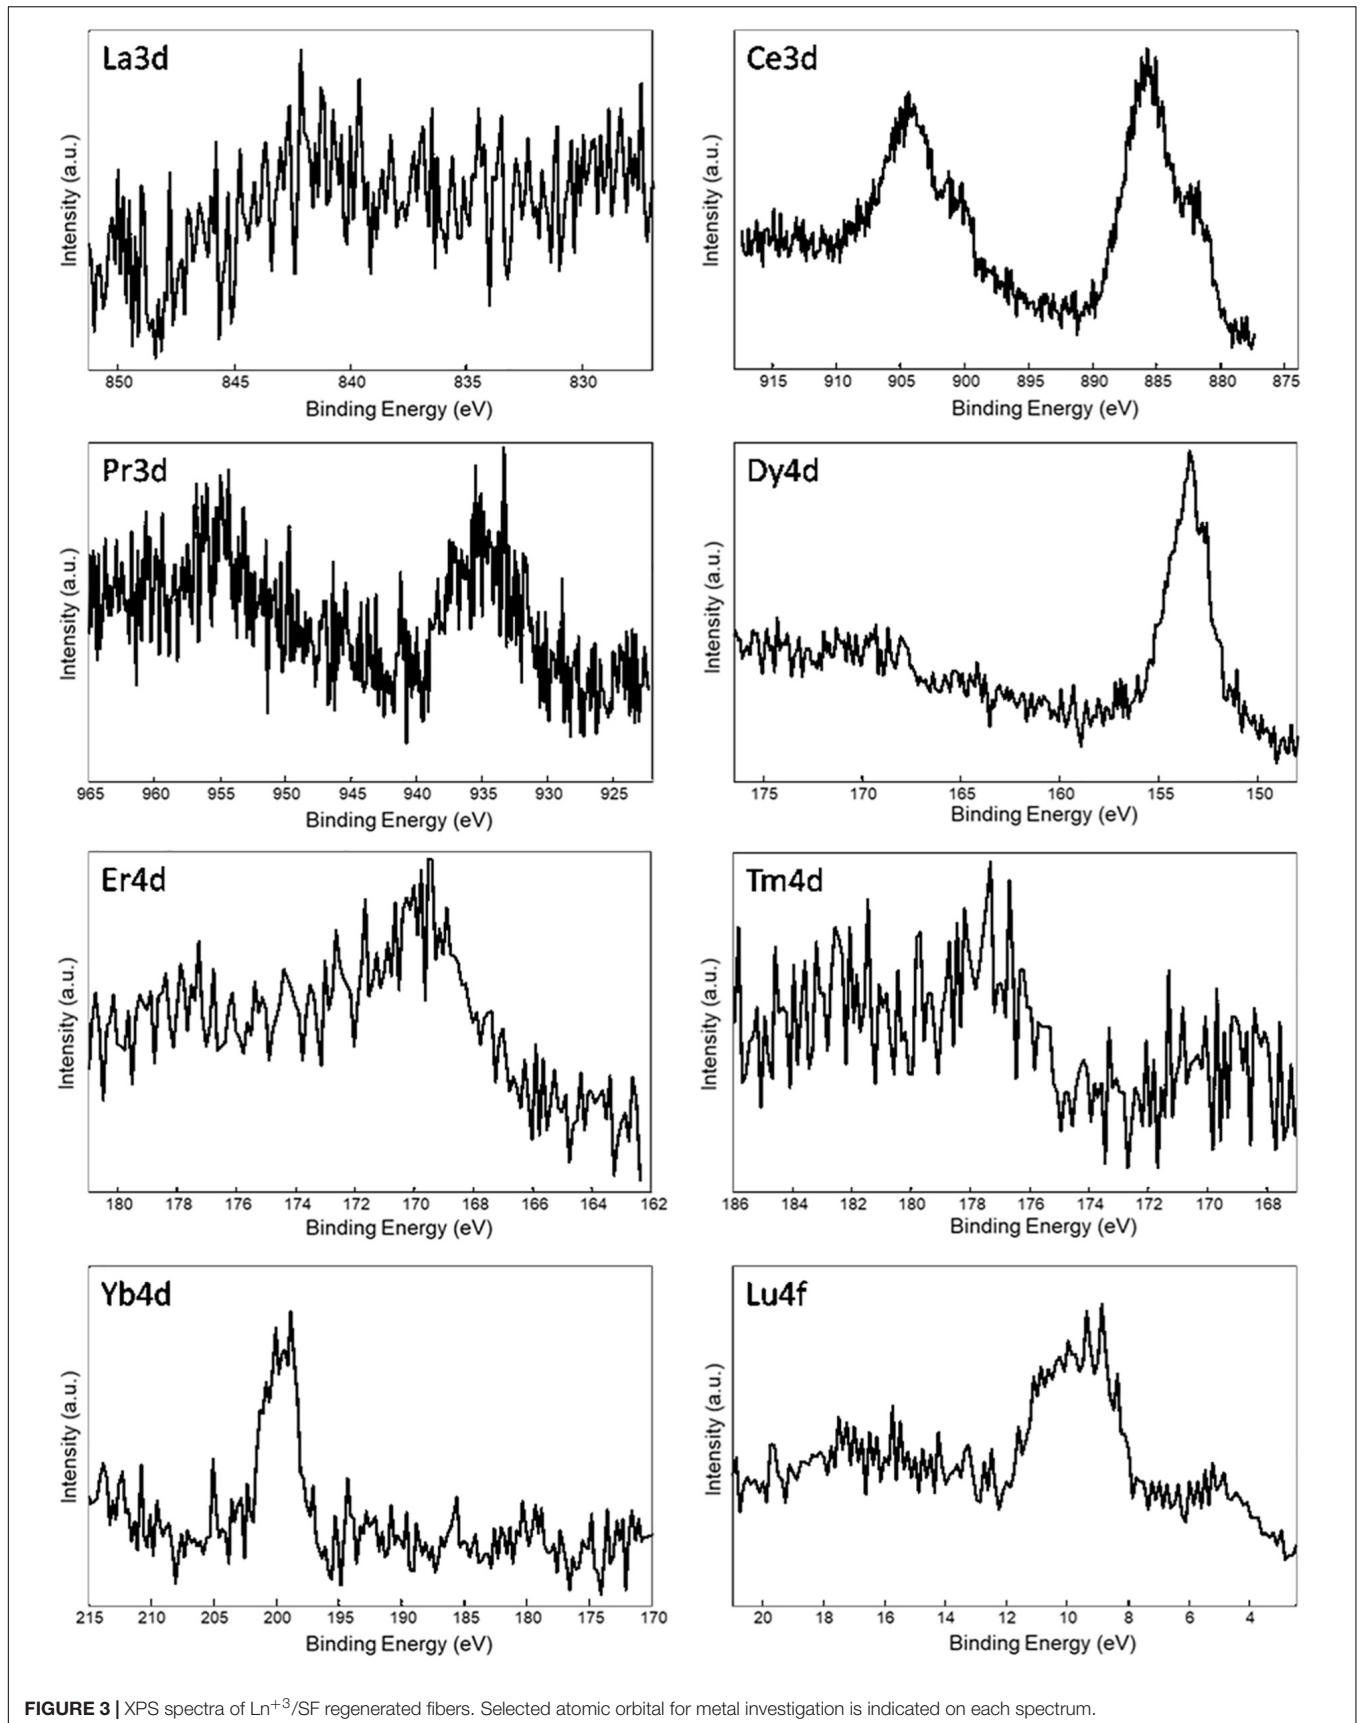 La3d
Intensity (a.u.)
850 845 840 835 830
Binding Energy (eV)
Ce3d
Intensity (a.u.)
915 910 905 900 895 890 885 880 875
Binding Energy (eV)
Pr3d
Intensity (a.u.)
965 960 955 950 945 940 935 930 925
Binding Energy (eV)
Dy4d
Intensity (a.u.)
175 170 165 160 155 150
Binding Energy (eV)
Er4d
Intensity (a.u.)
180 178 176 174 172 170 168 166 164 162
Binding Energy (eV)
Tm4d
Intensity (a.u.)
186 184 182 180 178 176 174 172 170 168
Binding Energy (eV)
Yb4d
Intensity (a.u.)
215 210 205 200 195 190 185 180 175 170
Binding Energy (eV)
Lu4f
Intensity (a.u.)
20 18 16 14 12 10 8 6 4
Binding Energy (eV)
FIGURE 3 | XPS spectra of Ln⁺³/SF regenerated fibers. Selected atomic orbital for metal investigation is indicated on each spectrum.